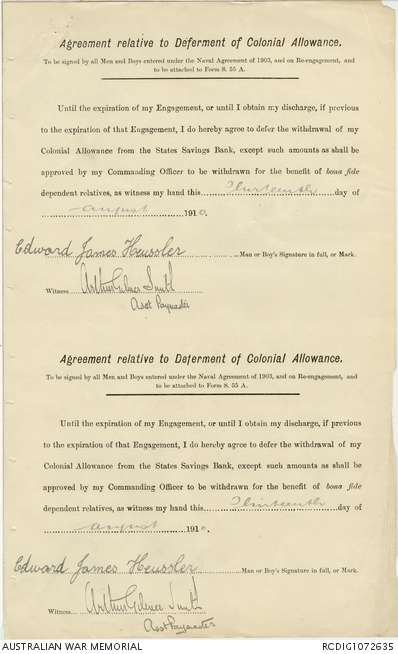 Agreement relative to Deferment of Colonial Allowance.
To be signed by all Men and Boys entered under the Naval Agreement of 1903, and on Re-engagement, and
to be attached to Form S. 55 A.
Until the expiration of my Engagement, or until I obtain my discharge, if previous
to the expiration of that Engagement, I do hereby agree to defer the withdrawal of my
Colonial Allowance from the States Savings Bank, except such amounts as shall be
approved by my Commanding Officer to be withdrawn for the benefit of bona fide
dependent relatives, as witness my hand this Thirteenth day of
August 1910.
Edward James Heussler Man or Boy's Signature in full, or Mark.
Witness Arthur Smith
Asst Paymaster
Agreement relative to Deferment of Colonial Allowance.
To be signed by all Men and Boys entered under the Naval Agreement of 1903, and on Re-engagement, and
to be attached to Form S. 55 A.
Until the expiration of my Engagement, or until I obtain my discharge, if previous
to the expiration of that Engagement, I do hereby agree to defer the withdrawal of my
Colonial Allowance from the States Savings Bank, except such amounts as shall be
approved by my Commanding Officer to be withdrawn for the benefit of bona fide
dependent relatives, as witness my hand this Thirteenth day of
August 1910.
Edward James Heussler Man or Boy's Signature in full, or Mark.
Witness Arthur Smith
Asst Paymaster
AUSTRALIAN WAR MEMORIAL RCDIG1072635